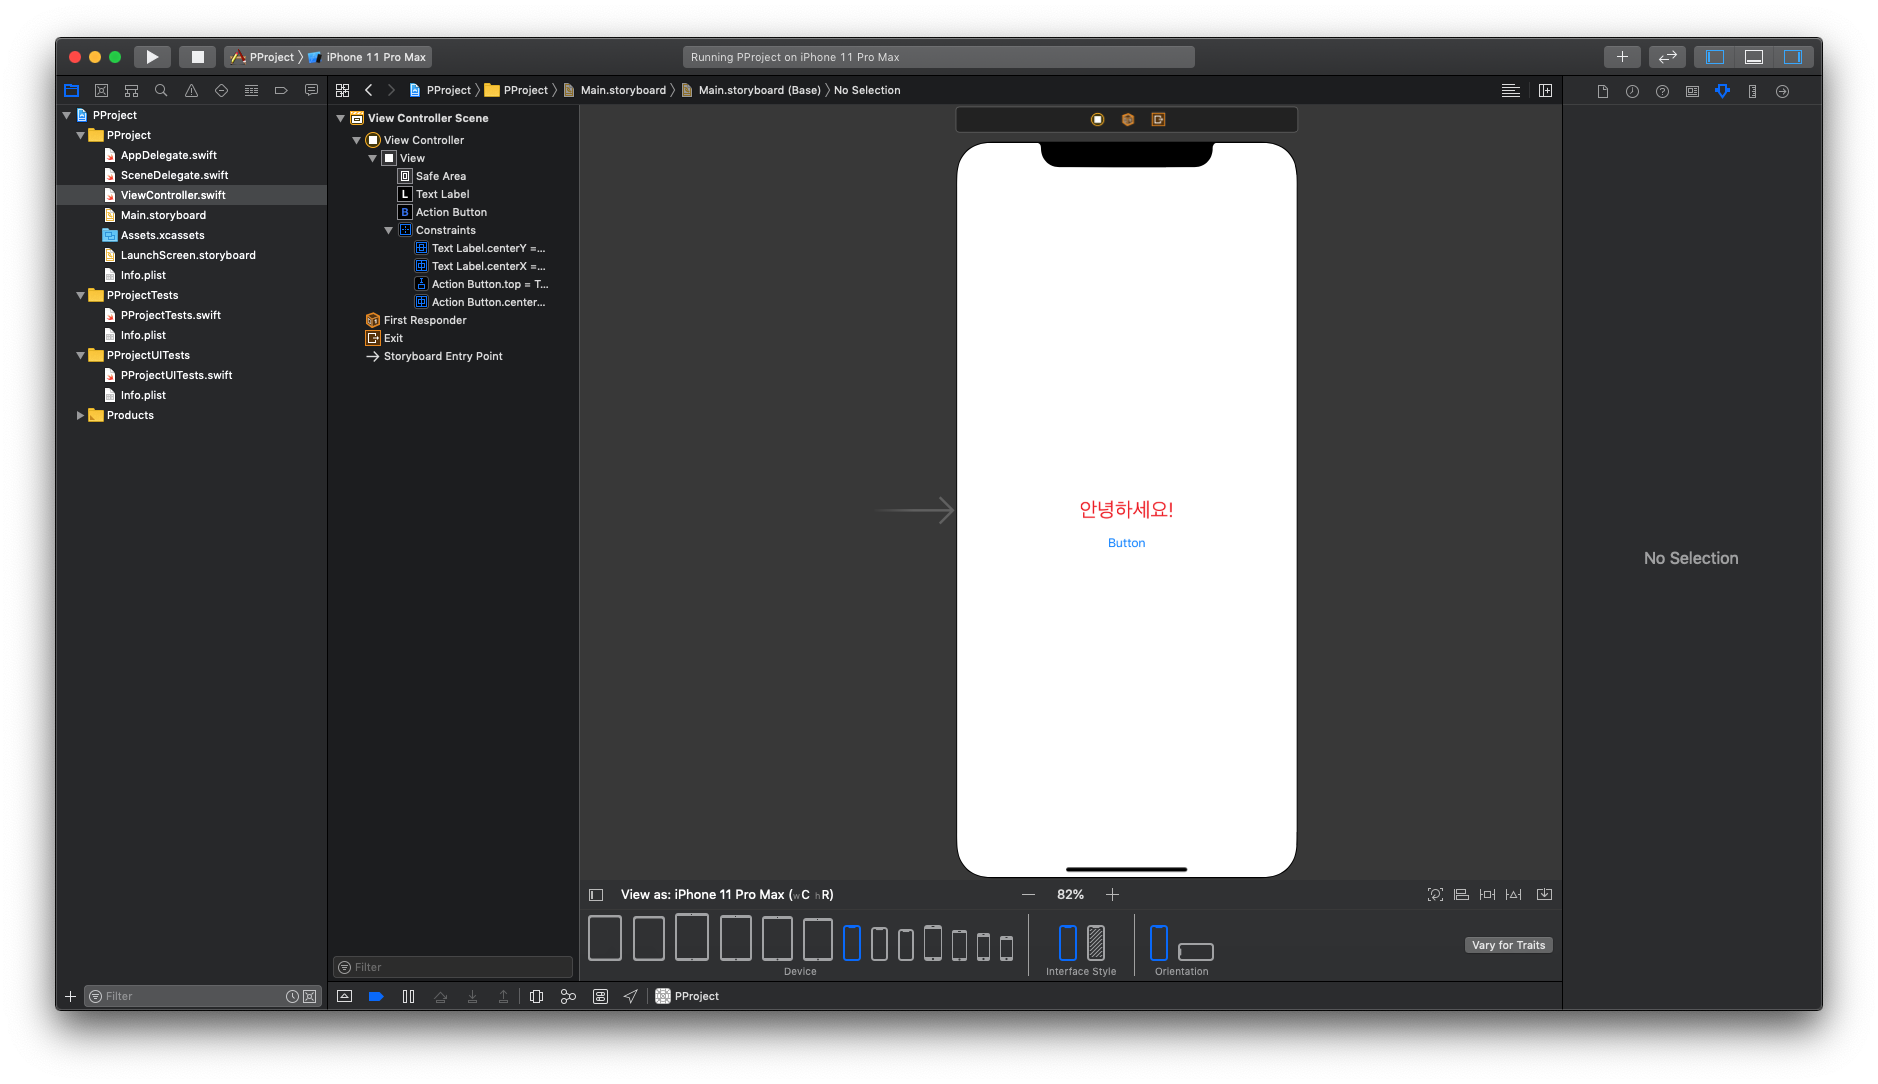 PProject 〉 iPhone 11 Pro Max
Running PProject on iPhone 11 Pro Max
PProject 〉 PProject 〉 Main.storyboard 〉 Main.storyboard (Base) 〉 No Selection
PProject
PProject
AppDelegate.swift
SceneDelegate.swift
ViewController.swift
Main.storyboard
Assets.xcassets
LaunchScreen.storyboard
Info.plist
PProjectTests
PProjectTests.swift
Info.plist
PProjectUITests
PProjectUITests.swift
Info.plist
Products
Filter
View Controller Scene
View Controller
View
Safe Area
L Text Label
B Action Button
Constraints
Text Label.centerY =...
Text Label.centerX =...
Action Button.top = T...
Action Button.center...
First Responder
Exit
Storyboard Entry Point
Filter
안녕하세요!
Button
View as: iPhone 11 Pro Max (wC hR)
82%
Device
Interface Style
Orientation
Vary for Traits
PProject
No Selection